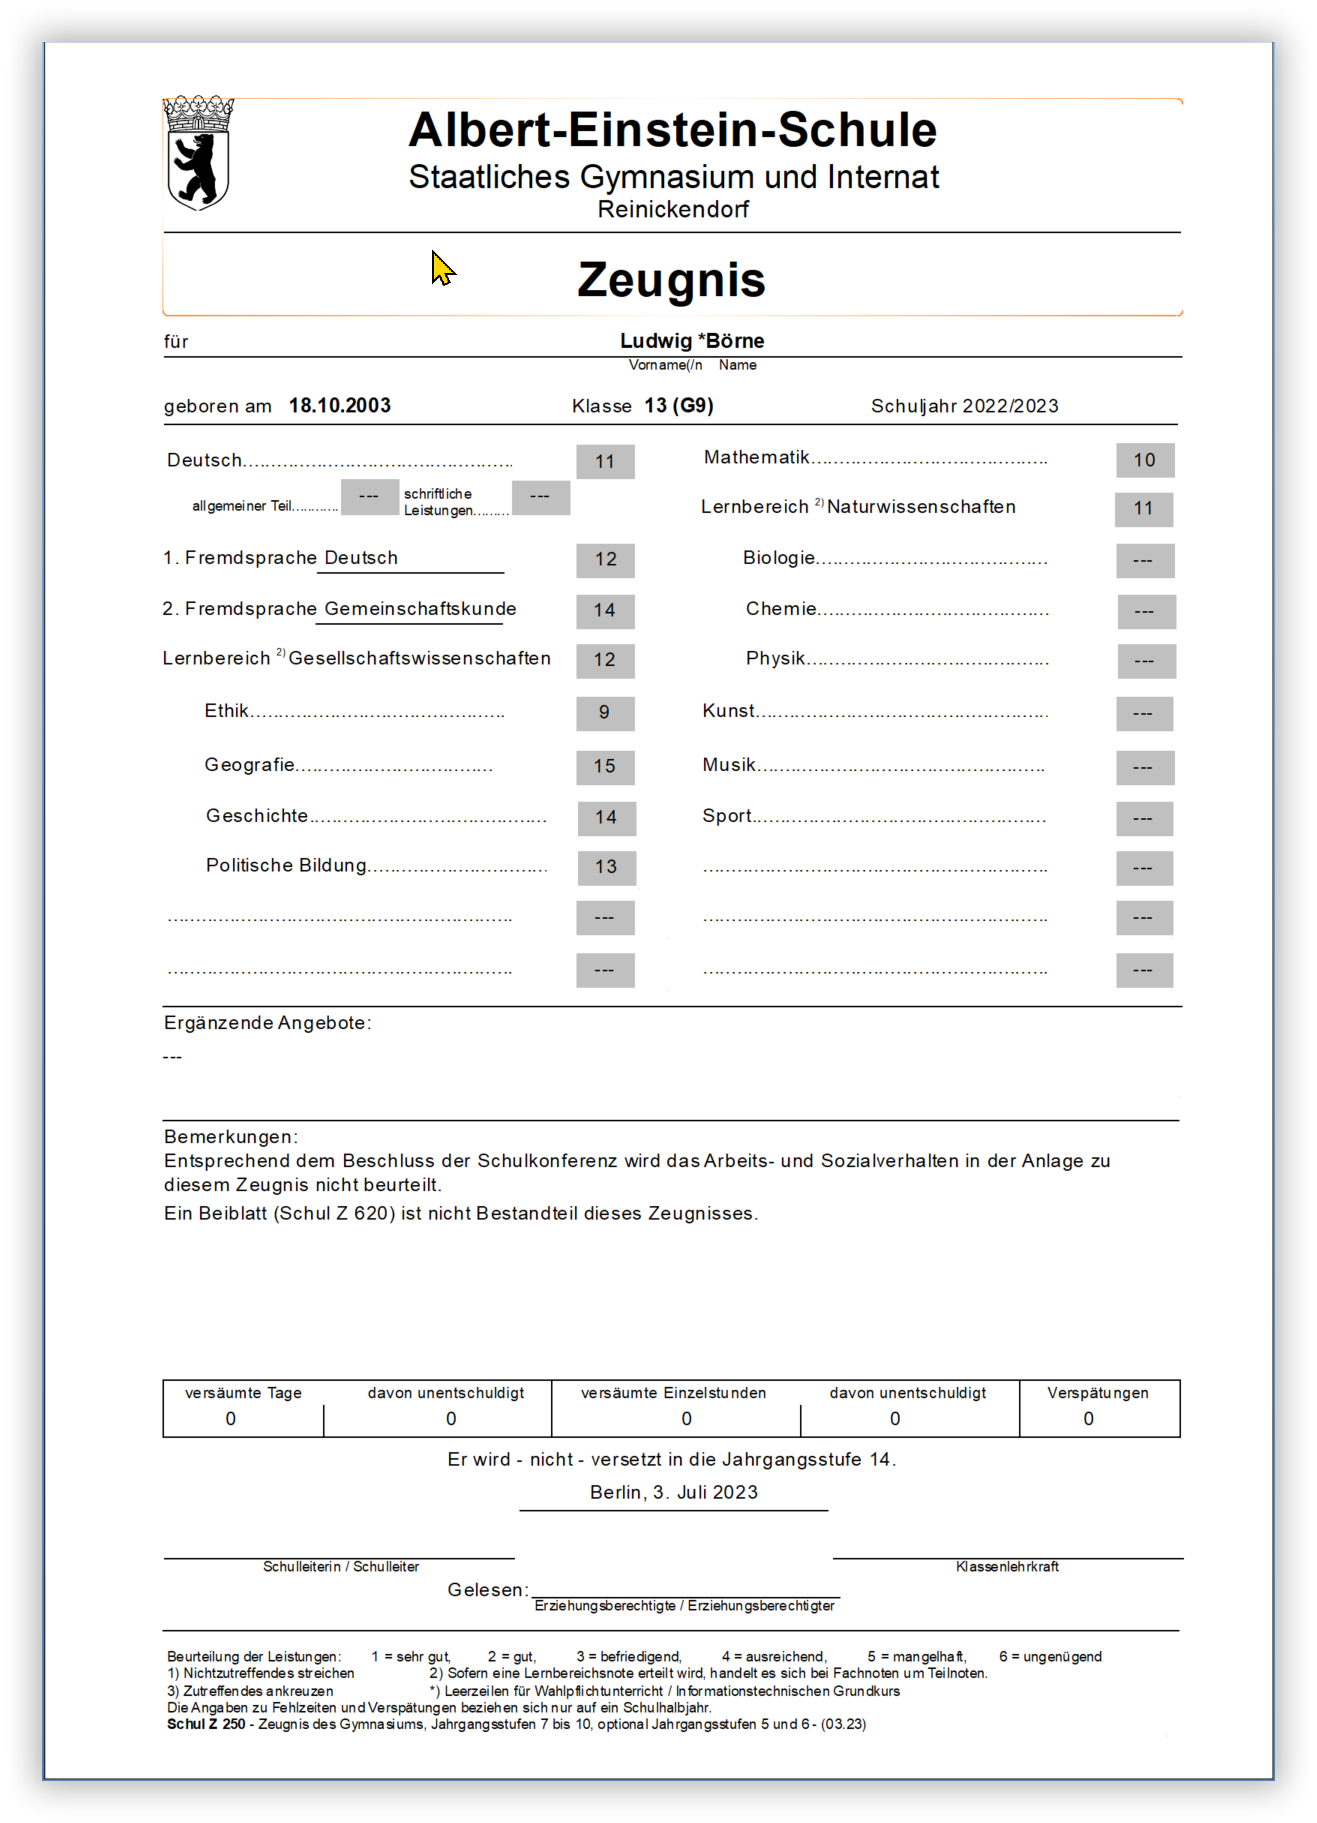 Albert-Einstein-Schule
Staatliches Gymnasium und Internat
Reinickendorf
Zeugnis
für Ludwig *Börne
Vorname(/n Name
geboren am 18.10.2003 Klasse 13 (G9) Schuljahr 2022/2023
Deutsch................................................ 11
allgemeiner Teil........... --- schriftliche Leistungen........ ---
1. Fremdsprache Deutsch 12
2. Fremdsprache Gemeinschaftskunde 14
Lernbereich 2) Gesellschaftswissenschaften 12
Ethik............................................. 9
Geografie................................... 15
Geschichte.......................................... 14
Politische Bildung................................ 13
............................................................. ---
............................................................. ---
Mathematik.......................................... 10
Lernbereich 2) Naturwissenschaften 11
Biologie......................................... ---
Chemie......................................... ---
Physik........................................... ---
Kunst.................................................... ---
Musik................................................... ---
Sport.................................................... ---
............................................................. ---
............................................................. ---
............................................................. ---
Ergänzende Angebote:
---
Bemerkungen:
Entsprechend dem Beschluss der Schulkonferenz wird das Arbeits- und Sozialverhalten in der Anlage zu
diesem Zeugnis nicht beurteilt.
Ein Beiblatt (Schul Z 620) ist nicht Bestandteil dieses Zeugnisses.
versäumte Tage davon unentschuldigt versäumte Einzelstunden davon unentschuldigt Verspätungen
0 0 0 0 0
Er wird - nicht - versetzt in die Jahrgangsstufe 14.
Berlin, 3. Juli 2023
Schulleiterin / Schulleiter Klassenlehrkraft
Gelesen:
Erziehungsberechtigte / Erziehungsberechtigter
Beurteilung der Leistungen: 1 = sehr gut, 2 = gut, 3 = befriedigend, 4 = ausreichend, 5 = mangelhaft, 6 = ungenügend
1) Nichtzutreffendes streichen 2) Sofern eine Lernbereichsnote erteilt wird, handelt es sich bei Fachnoten um Teilnoten.
3) Zutreffendes ankreuzen *) Leerzeilen für Wahlpflichtunterricht / Informationstechnischen Grundkurs
Die Angaben zu Fehlzeiten und Verspätungen beziehen sich nur auf ein Schulhalbjahr.
Schul Z 250 - Zeugnis des Gymnasiums, Jahrgangsstufen 7 bis 10, optional Jahrgangsstufen 5 und 6 - (03.23)